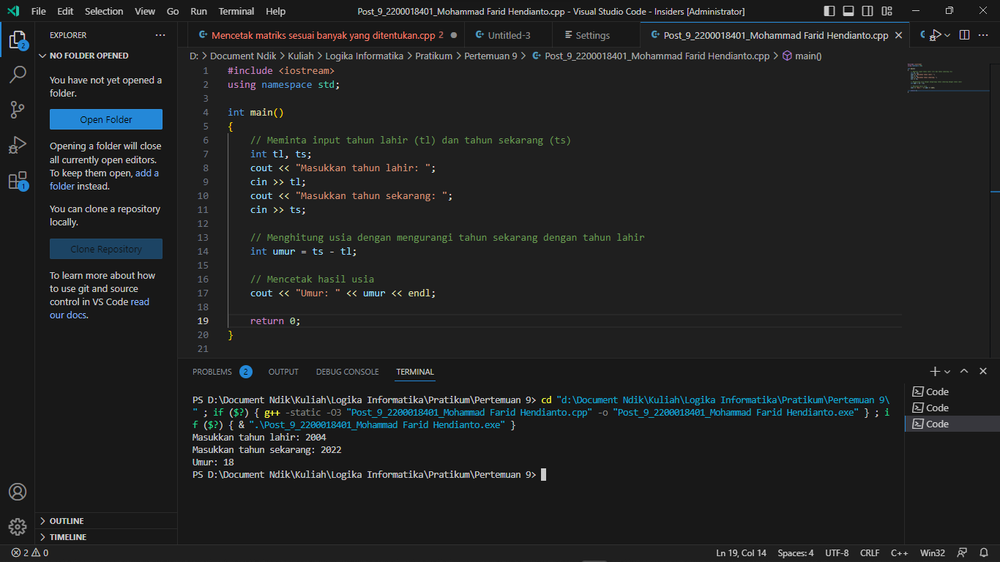 File Edit Selection View Go Run Terminal Help
Post_9_2200018401_Mohammad Farid Hendianto.cpp - Visual Studio Code - Insiders [Administrator]
EXPLORER
NO FOLDER OPENED
You have not yet opened a
folder.
Open Folder
Opening a folder will close
all currently open editors.
To keep them open, add a
folder instead.
You can clone a repository
locally.
Clone Repository
To learn more about how
to use git and source
control in VS Code read
our docs.
OUTLINE
TIMELINE
2
1
Mencetak matriks sesuai banyak yang ditentukan.cpp 2
Untitled-3
Settings
Post_9_2200018401_Mohammad Farid Hendianto.cpp
D: > Document Ndik > Kuliah > Logika Informatika > Pratikum > Pertemuan 9 > Post_9_2200018401_Mohammad Farid Hendianto.cpp > main()
1 #include <iostream>
2 using namespace std;
3
4 int main()
5 {
6     // Meminta input tahun lahir (tl) dan tahun sekarang (ts)
7     int tl, ts;
8     cout << "Masukkan tahun lahir: ";
9     cin >> tl;
10     cout << "Masukkan tahun sekarang: ";
11     cin >> ts;
12
13     // Menghitung usia dengan mengurangi tahun sekarang dengan tahun lahir
14     int umur = ts - tl;
15
16     // Mencetak hasil usia
17     cout << "Umur: " << umur << endl;
18
19     return 0;
20 }
21
PROBLEMS 2 OUTPUT DEBUG CONSOLE TERMINAL
PS D:\Document Ndik\Kuliah\Logika Informatika\Pratikum\Pertemuan 9> cd "d:\Document Ndik\Kuliah\Logika Informatika\Pratikum\Pertemuan 9\
" ; if ($?) { g++ -static -O3 "Post_9_2200018401_Mohammad Farid Hendianto.cpp" -o "Post_9_2200018401_Mohammad Farid Hendianto.exe" } ; i
f ($?) { & ".\Post_9_2200018401_Mohammad Farid Hendianto.exe" }
Masukkan tahun lahir: 2004
Masukkan tahun sekarang: 2022
Umur: 18
PS D:\Document Ndik\Kuliah\Logika Informatika\Pratikum\Pertemuan 9>
Code
Code
Code
2 0
Ln 19, Col 14 Spaces: 4 UTF-8 CRLF C++ Win32